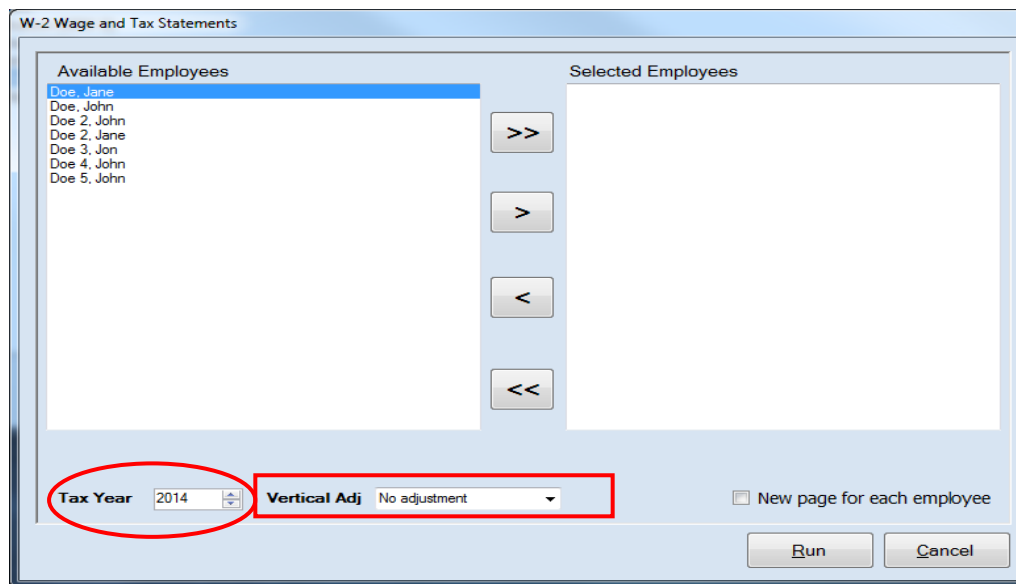 W-2 Wage and Tax Statements
Available Employees
Selected Employees
Doe, Jane
Doe, John
Doe 2, John
Doe 2, Jane
Doe 3, Jon
Doe 4, John
Doe 5, John
>>
>
<
<<
Tax Year 2014 Vertical Adj No adjustment New page for each employee
Run Cancel